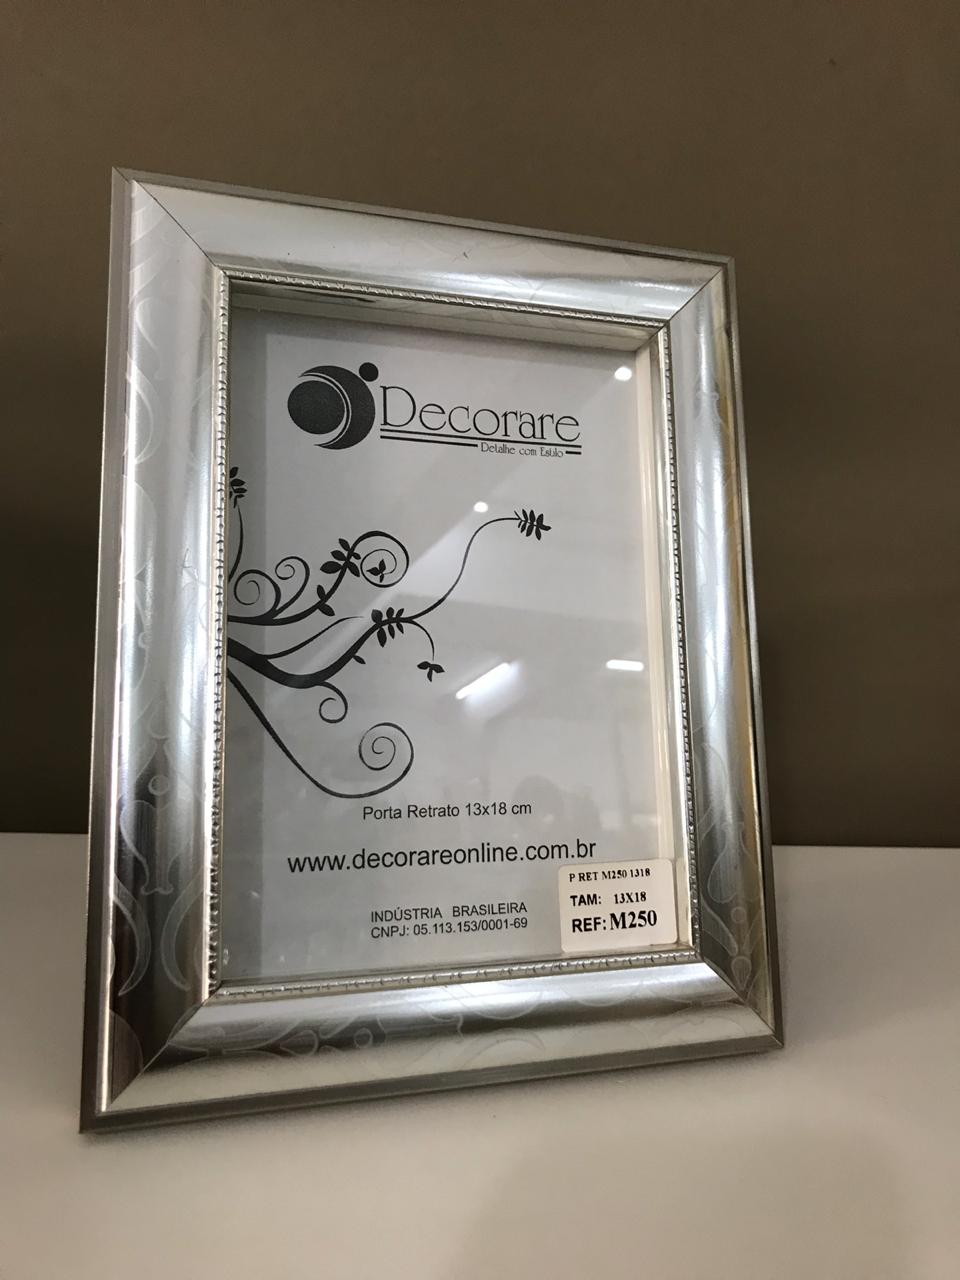 Decorare
Detalhe com Estilo
Porta Retrato 13x18 cm
www.decorareonline.com.br
INDÚSTRIA BRASILEIRA
CNPJ: 05.113.153/0001-69
P RET M250 1318
TAM: 13X18
REF: M250